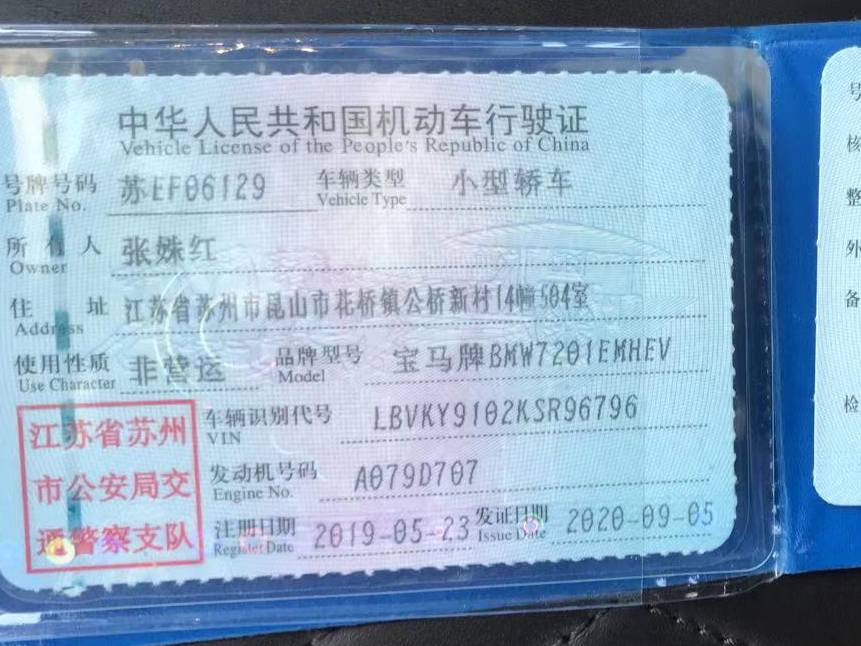 中华人民共和国机动车行驶证
Vehicle License of the People's Republic of China
号牌号码 苏EF06129 车辆类型 小型轿车
Plate No. Vehicle Type
所有人 张姝红
Owner
住址 江苏省苏州市昆山市花桥镇公桥新村14幢504室
Address
使用性质 非营运 品牌型号 宝马牌BMW7201EMHEV
Use Character Model
江苏省苏州
市公安局交
通警察支队
车辆识别代号 LBVKY9102KSR96796
VIN
发动机号码 A079D707
Engine No.
注册日期 2019-05-23 发证日期 2020-09-05
Register Date Issue Date
号
核
整
外
备
检